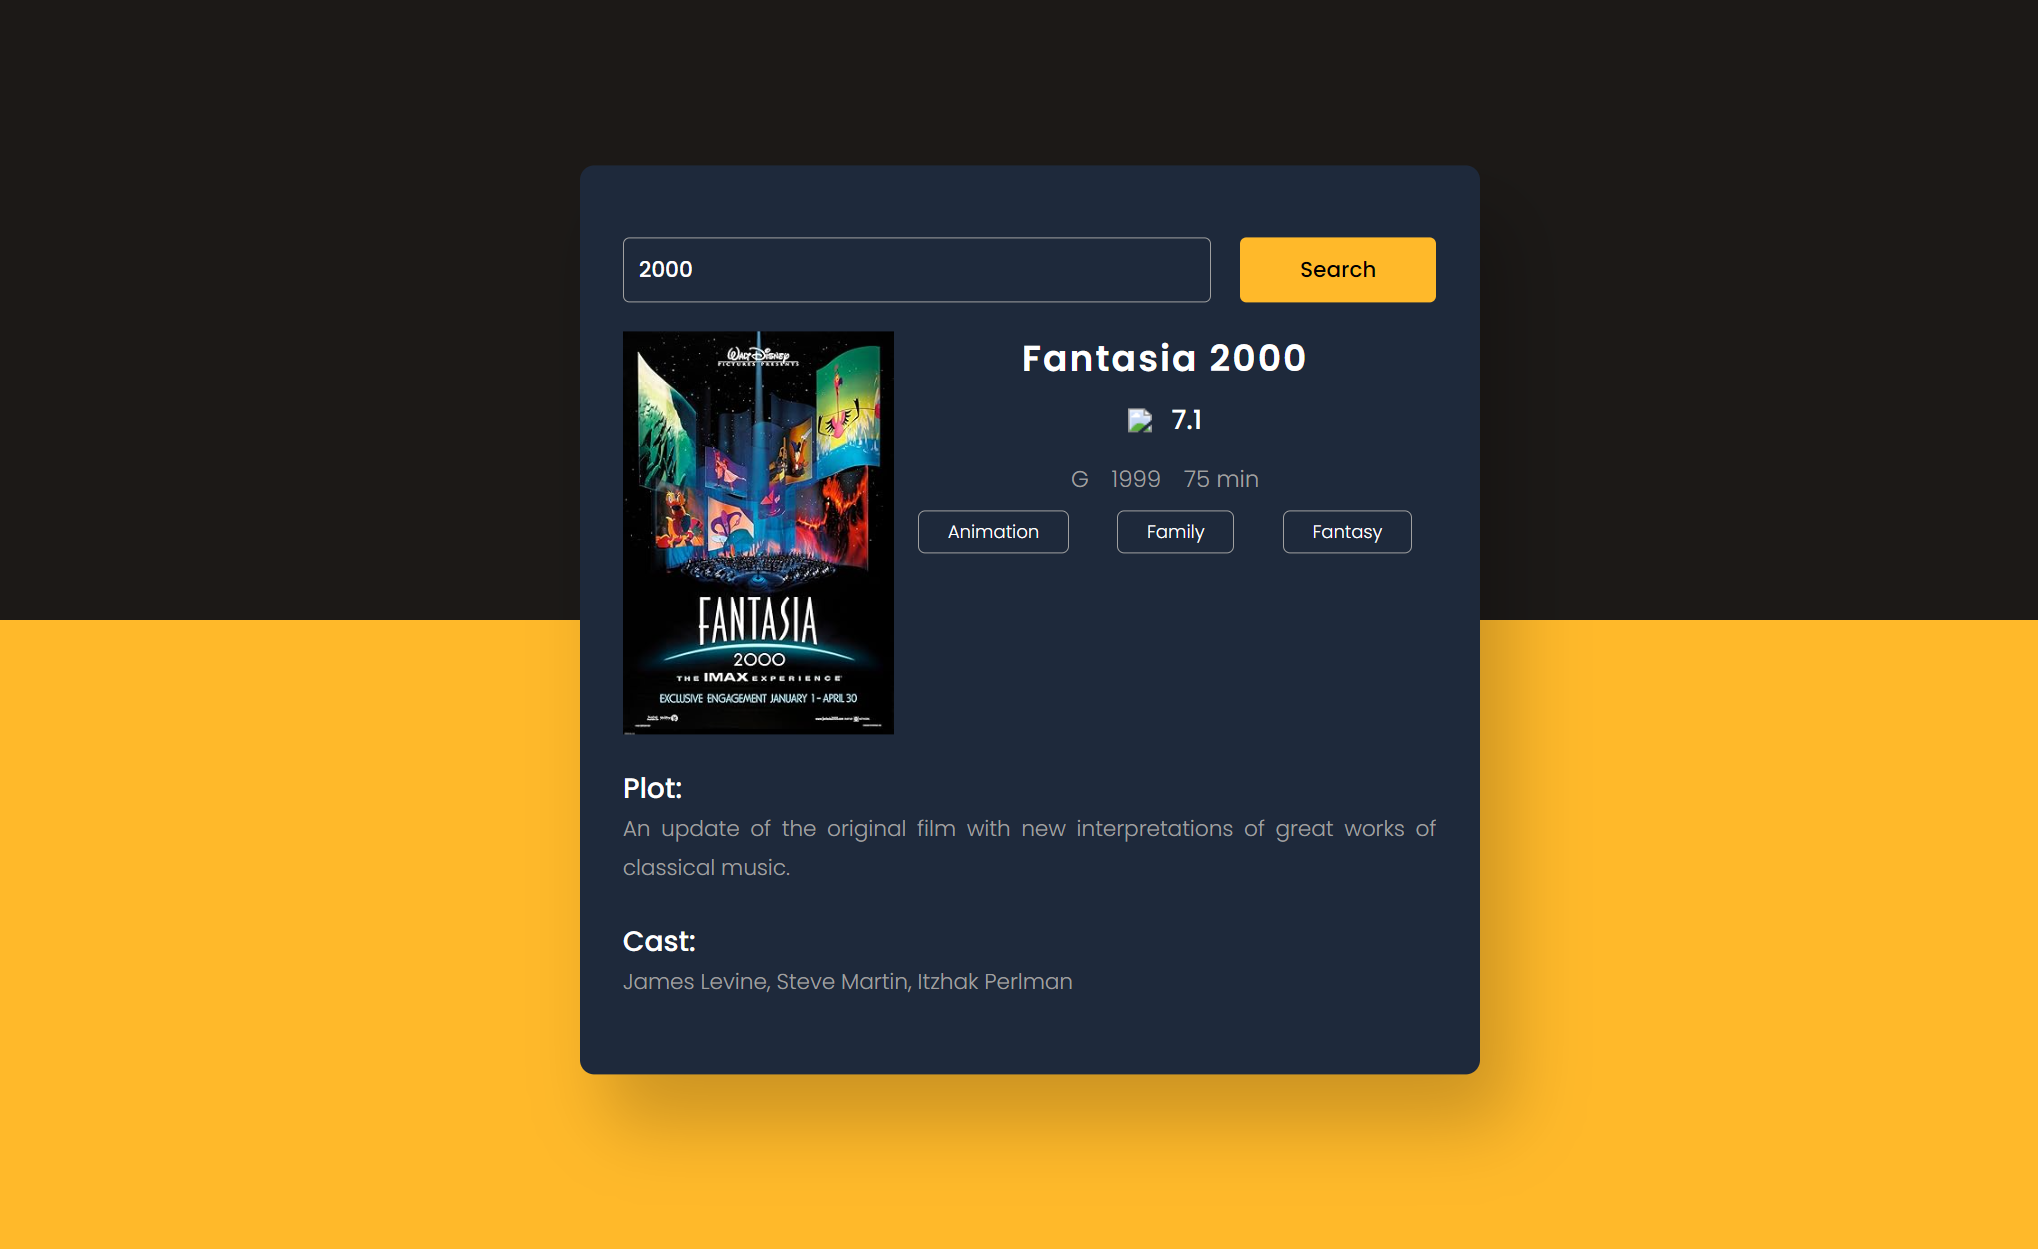 2000
Search
WALT DISNEY
PICTURES PRESENTS
FANTASIA
2000
THE IMAX EXPERIENCE
EXCLUSIVE ENGAGEMENT JANUARY 1 - APRIL 30
Fantasia 2000
7.1
G 1999 75 min
Animation Family Fantasy
Plot:
An update of the original film with new interpretations of great works of
classical music.
Cast:
James Levine, Steve Martin, Itzhak Perlman